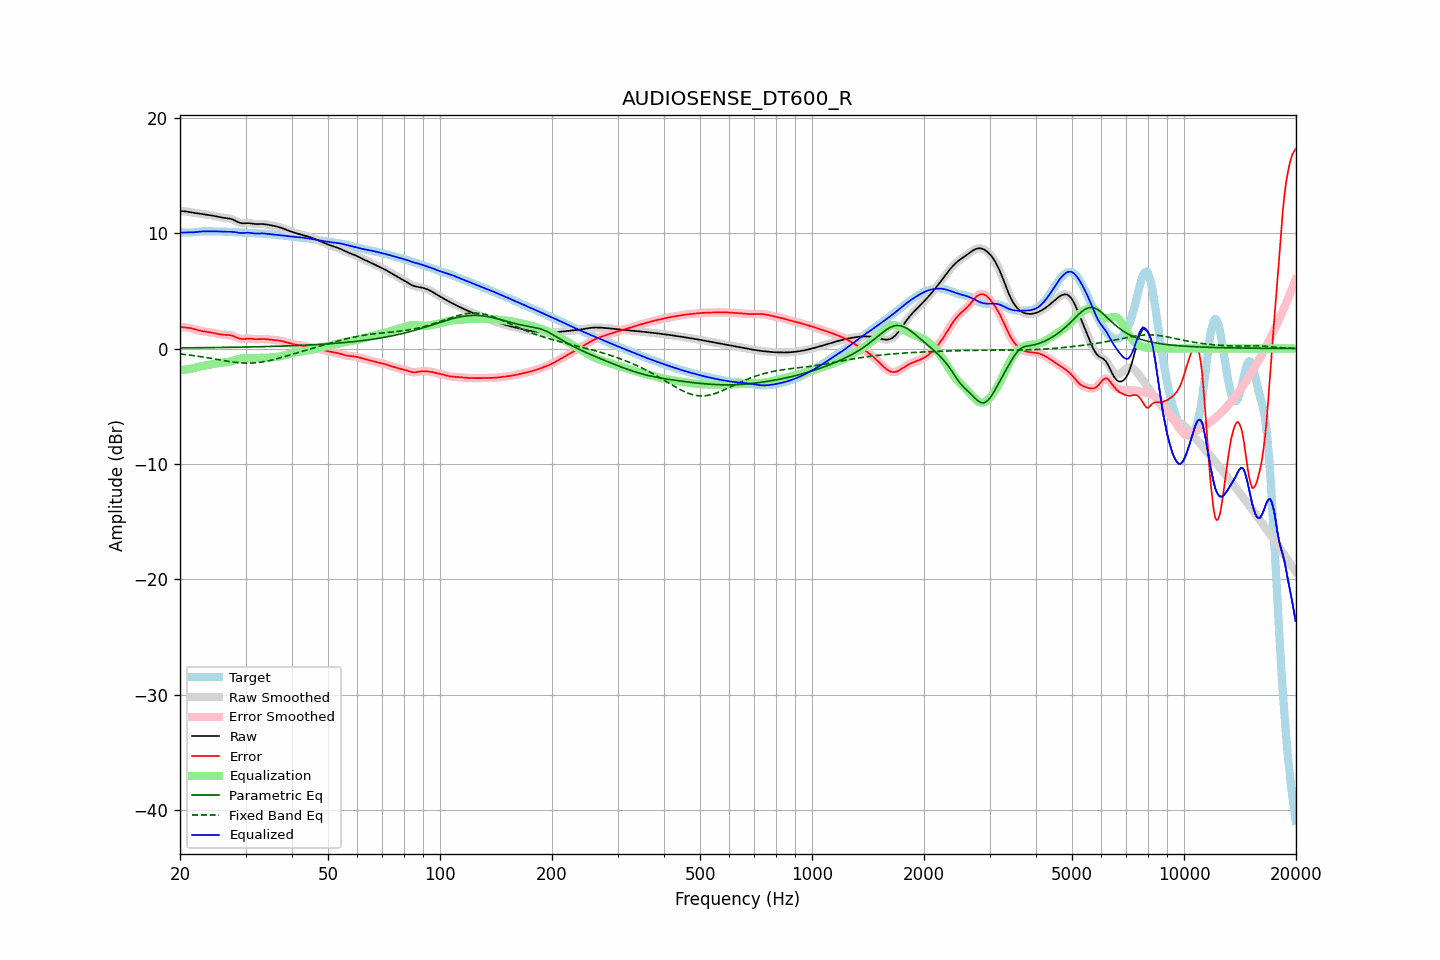 AUDIOSENSE_DT600_R
20
10
0
−10
−20
−30
−40
Amplitude (dBr)
Target
Raw Smoothed
Error Smoothed
Raw
Error
Equalization
Parametric Eq
Fixed Band Eq
Equalized
20 50 100 200 500 1000 2000 5000 10000 20000
Frequency (Hz)